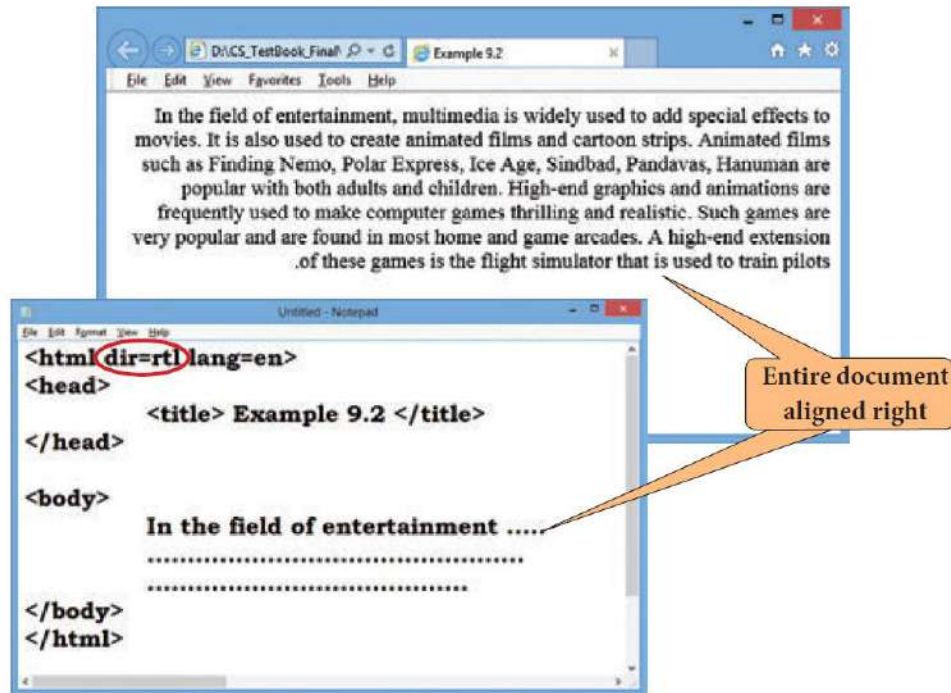 D:\CS_TestBook_Final\
Example 9.2
File Edit View Favorites Tools Help
In the field of entertainment, multimedia is widely used to add special effects to
movies. It is also used to create animated films and cartoon strips. Animated films
such as Finding Nemo, Polar Express, Ice Age, Sindbad, Pandavas, Hanuman are
popular with both adults and children. High-end graphics and animations are
frequently used to make computer games thrilling and realistic. Such games are
very popular and are found in most home and game arcades. A high-end extension
.of these games is the flight simulator that is used to train pilots
Untitled - Notepad
File Edit Format View Help
<html dir=rtl lang=en>
<head>
<title> Example 9.2 </title>
</head>
<body>
In the field of entertainment .....
..............................................
.......................................
</body>
</html>
Entire document
aligned right